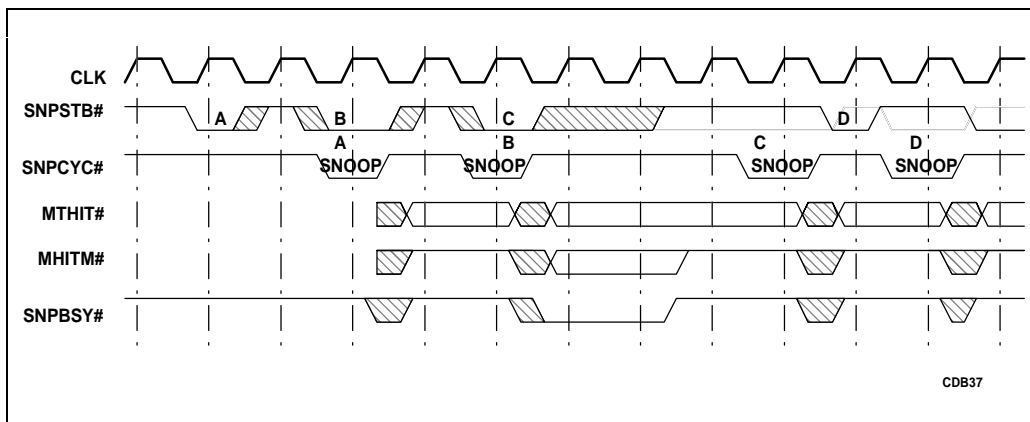 CLK
SNPSTB# A B C D
A B C D
SNPCYC# SNOOP SNOOP SNOOP SNOOP
MTHIT#
MHITM#
SNPBSY#
CDB37